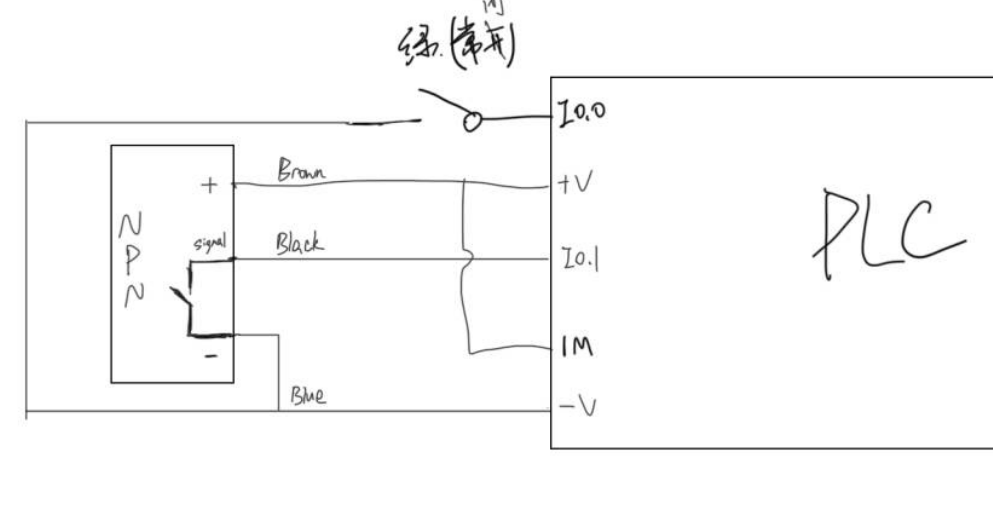 绿.(常开)
I0.0
Brown
+
+V
NPN
signal
Black
I0.1
PLC
1M
-
Blue
-V